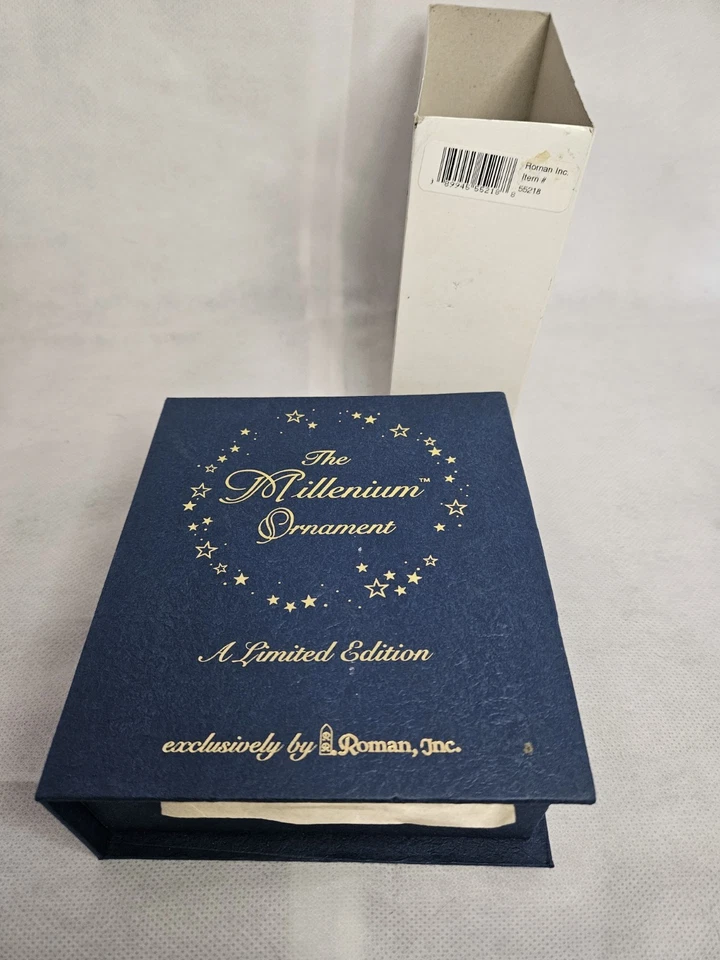 Roman Inc.
Item #
55218
The
Millenium™
Ornament
A Limited Edition
exclusively by Roman, Inc.